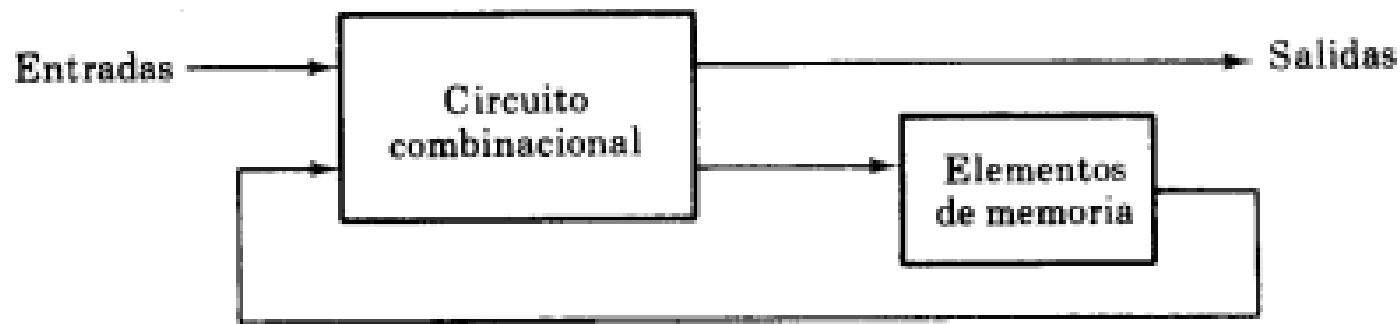 Entradas
Circuito
combinacional
Salidas
Elementos
de memoria